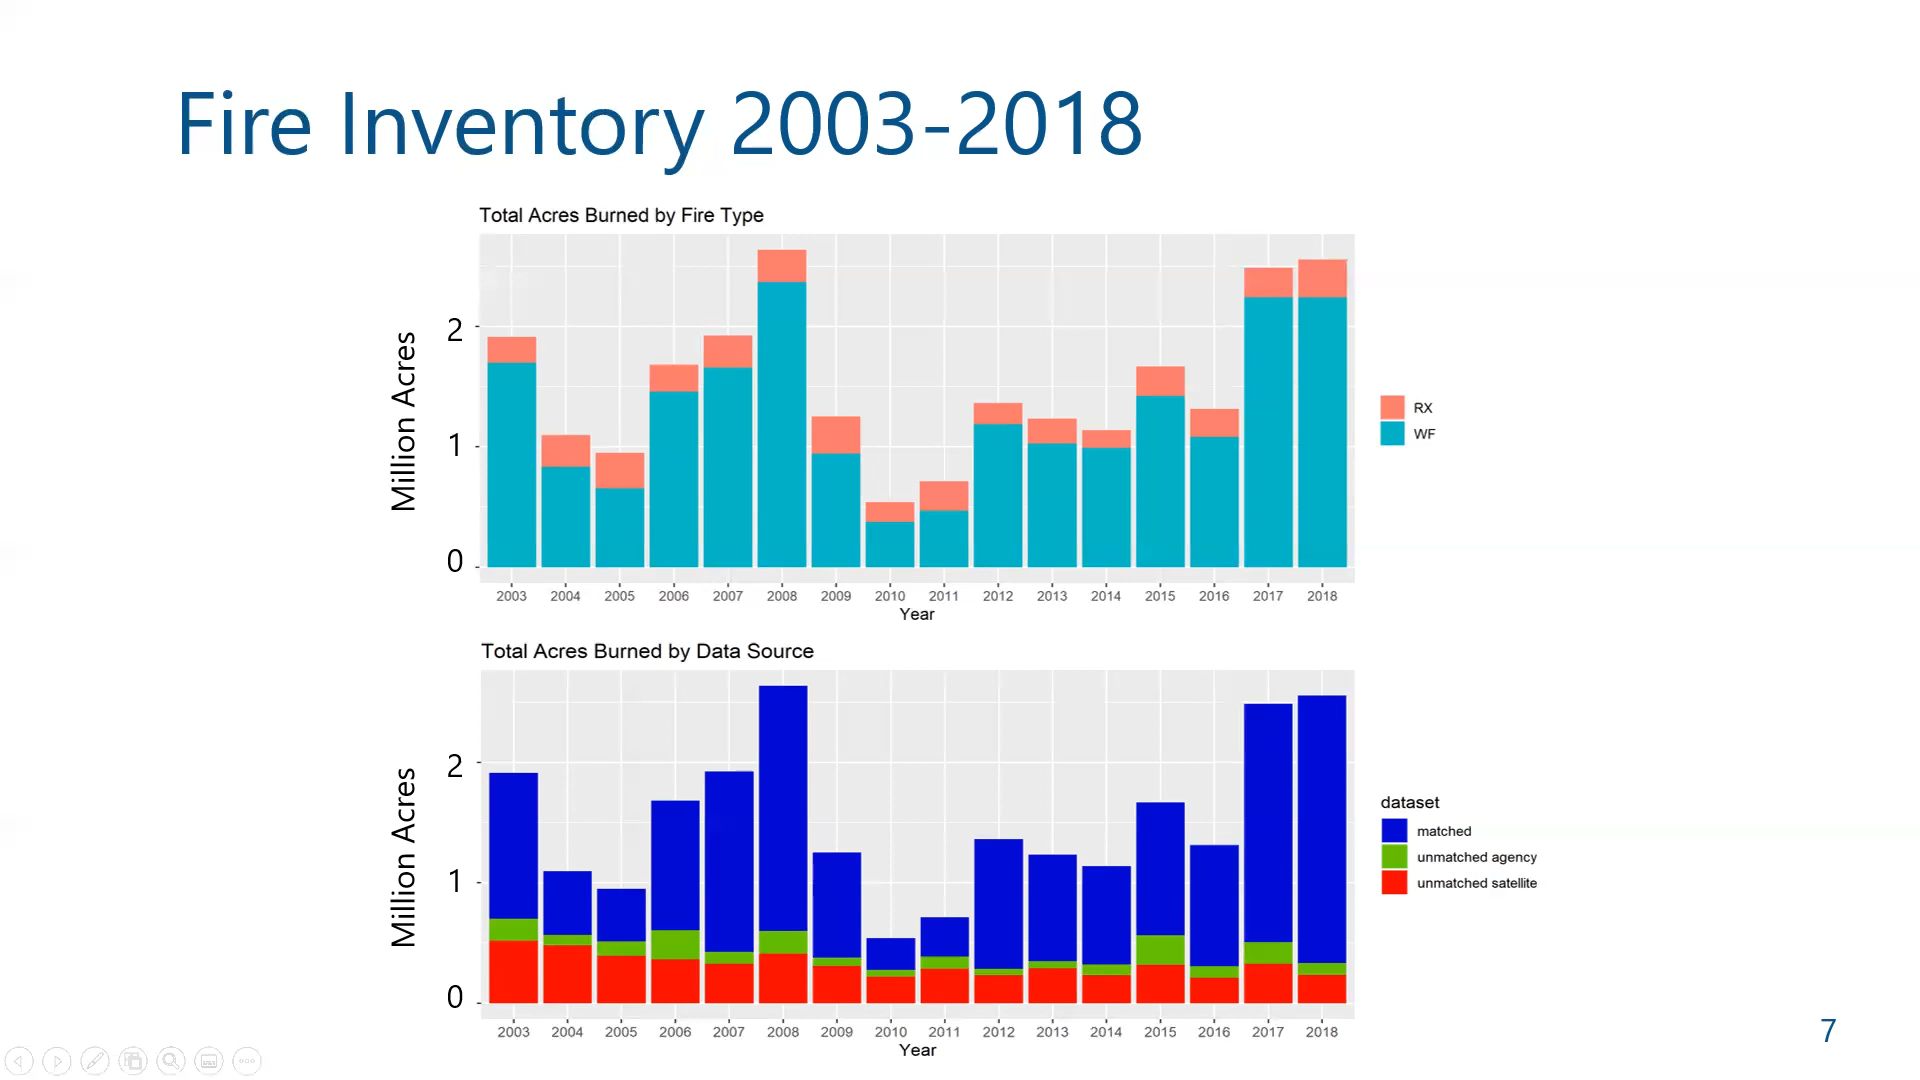 Fire Inventory 2003-2018
Total Acres Burned by Fire Type
Million Acres
2
1
0
2003 2004 2005 2006 2007 2008 2009 2010 2011 2012 2013 2014 2015 2016 2017 2018
Year
RX
WF
Total Acres Burned by Data Source
Million Acres
2
1
0
2003 2004 2005 2006 2007 2008 2009 2010 2011 2012 2013 2014 2015 2016 2017 2018
Year
dataset
matched
unmatched agency
unmatched satellite
7